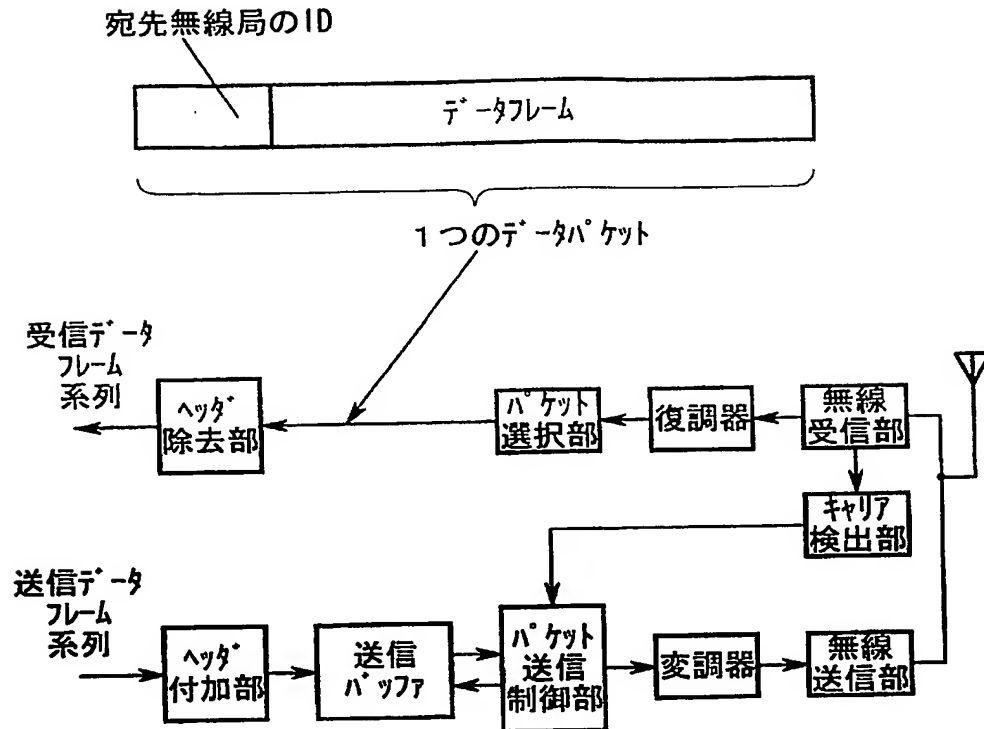 宛先無線局のID
データフレーム
1つのデータパケット
受信データ
フレーム
系列
ヘッダ
除去部
パケット
選択部
復調器
無線
受信部
キャリア
検出部
送信データ
フレーム
系列
ヘッダ
付加部
送信
バッファ
パケット
送信
制御部
変調器
無線
送信部